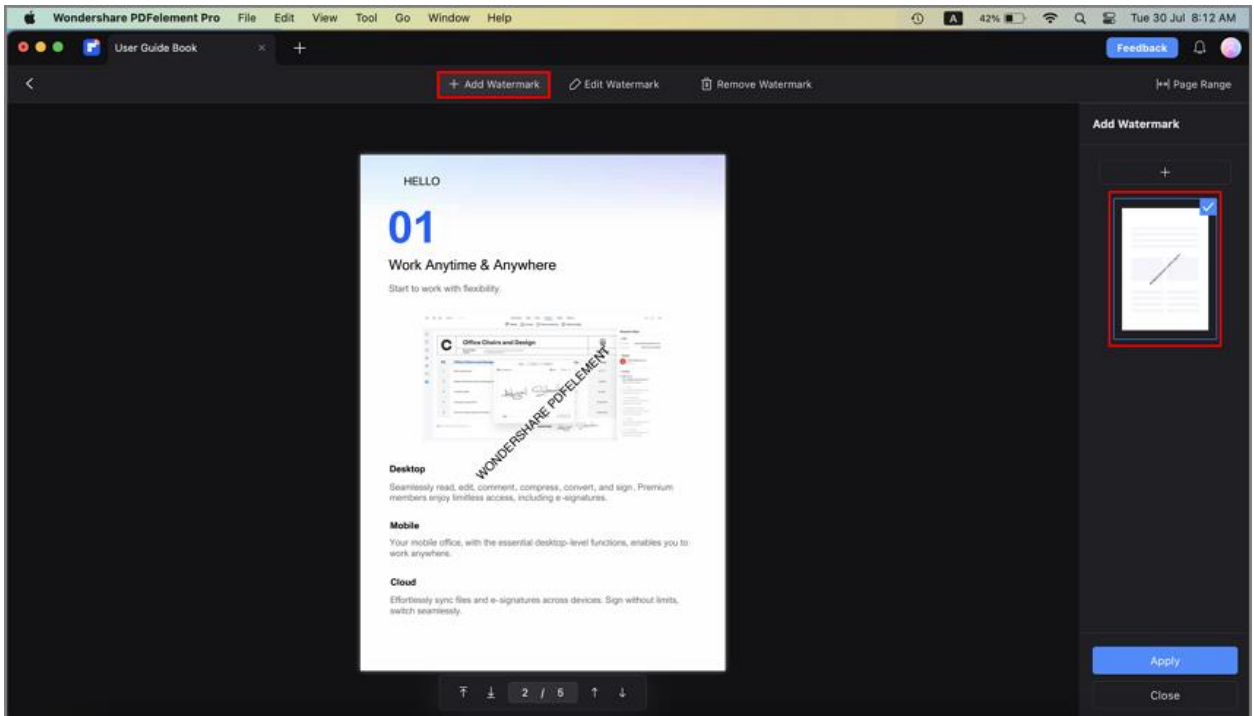 Wondershare PDFelement Pro File Edit View Tool Go Window Help A 42% Tue 30 Jul 8:12 AM
User Guide Book × + Feedback
+ Add Watermark Edit Watermark Remove Watermark Page Range
Add Watermark
+
HELLO
01
Work Anytime & Anywhere
Start to work with flexibility.
C Office Chairs and Design
WONDERSHARE PDFELEMENT
Desktop
Seamlessly read, edit, comment, compress, convert, and sign. Premium
members enjoy limitless access, including e-signatures.
Mobile
Your mobile office, with the essential desktop-level functions, enables you to
work anywhere.
Cloud
Effortlessly sync files and e-signatures across devices. Sign without limits,
switch seamlessly.
2 / 6
Apply
Close